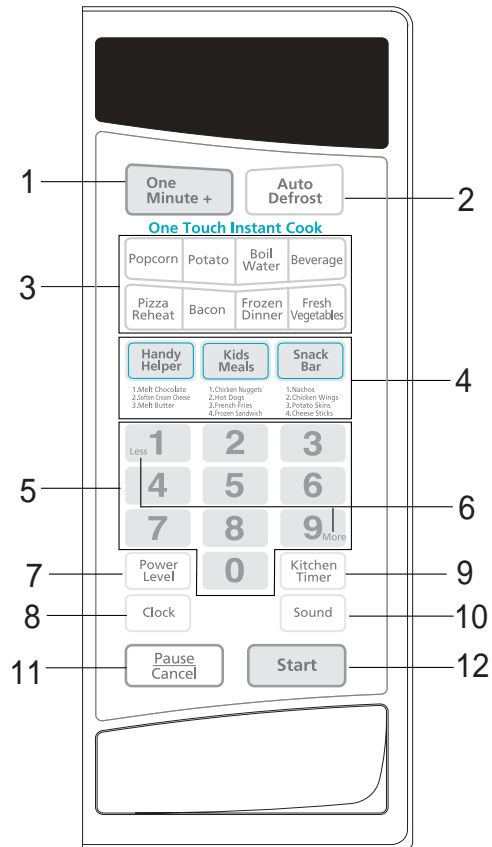 1
One
Minute +
Auto
Defrost
2
One Touch Instant Cook
3
Popcorn
Potato
Boil
Water
Beverage
Pizza
Reheat
Bacon
Frozen
Dinner
Fresh
Vegetables
4
Handy
Helper
1.Melt Chocolate
2.Soften Cream Cheese
3.Melt Butter
Kids
Meals
1.Chicken Nuggets
2.Hot Dogs
3.French Fries
4.Frozen Sandwich
Snack
Bar
1.Nachos
2.Chicken Wings
3.Potato Skins
4.Cheese Sticks
5
Less 1 2 3
4 5 6
7 8 9 More
0
6
7
Power
Level
Kitchen
Timer
9
8
Clock
Sound
10
11
Pause
Cancel
Start
12